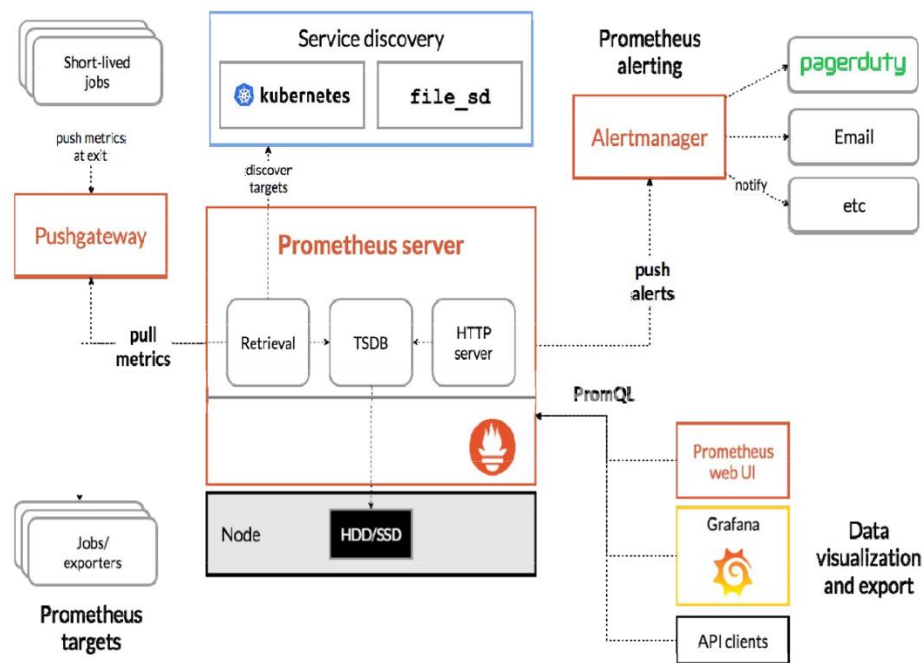 Short-lived
jobs
push metrics
at exit
Pushgateway
pull
metrics
Jobs/
exporters
Prometheus
targets
Service discovery
kubernetes
file_sd
discover
targets
Prometheus server
Retrieval
TSDB
HTTP
server
Node
HDD/SSD
Prometheus
alerting
Alertmanager
pagerduty
Email
notify
etc
push
alerts
PromQL
Prometheus
web UI
Grafana
API clients
Data
visualization
and export